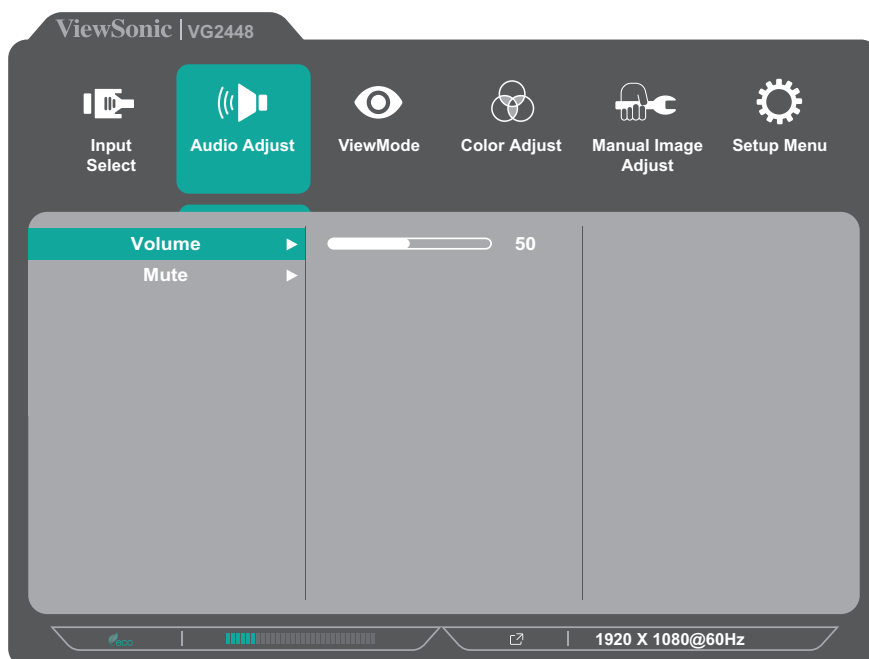 ViewSonic | VG2448
Input
Select
Audio Adjust
ViewMode
Color Adjust
Manual Image
Adjust
Setup Menu
Volume
50
Mute
eco
1920 X 1080@60Hz